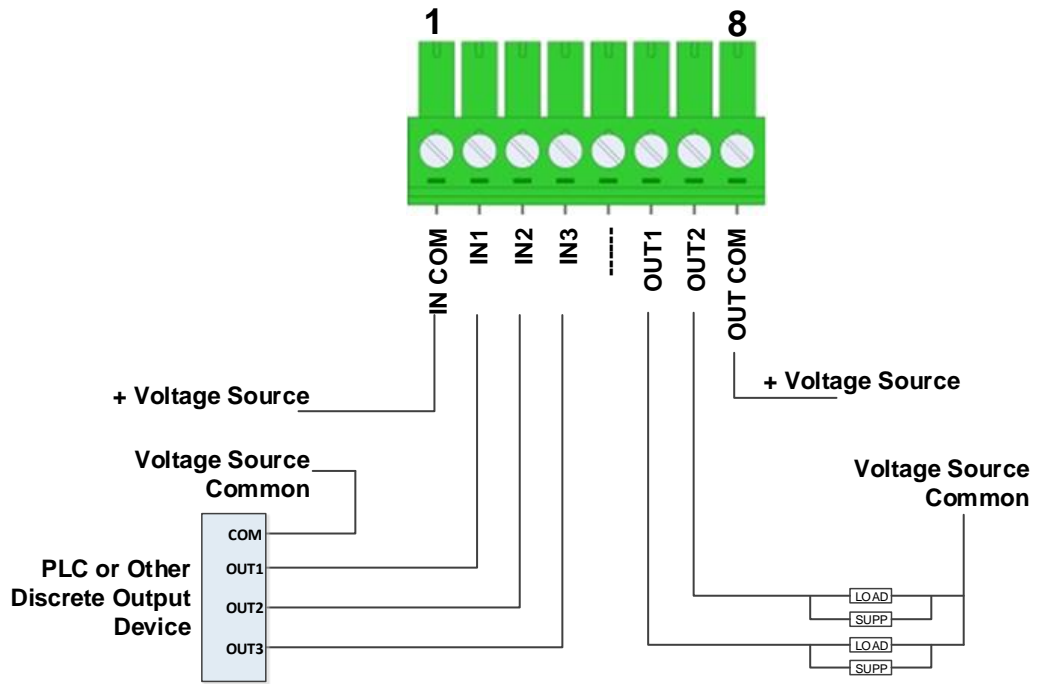 1
8
IN COM
IN1
IN2
IN3
-------
OUT1
OUT2
OUT COM
+ Voltage Source
+ Voltage Source
Voltage Source
Common
Voltage Source
Common
PLC or Other
Discrete Output
Device
COM
OUT1
OUT2
OUT3
LOAD
SUPP
LOAD
SUPP